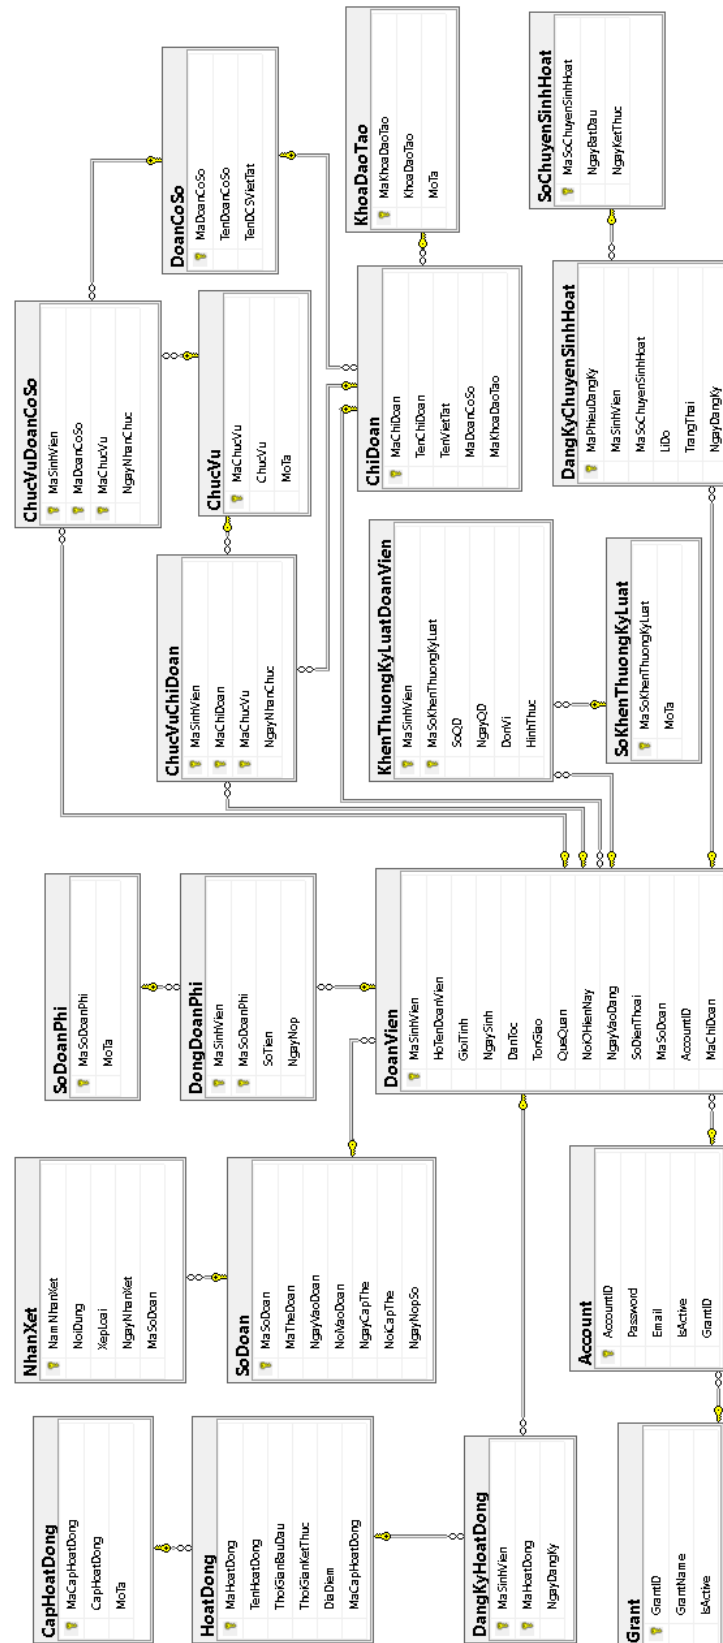 CapHoatDong
MaCapHoatDong
CapHoatDong
MoTa
HoatDong
MaHoatDong
TenHoatDong
ThoiGianBauDau
ThoiGianKetThuc
DiaDiem
MaCapHoatDong
DangKyHoatDong
MaSinhVien
MaHoatDong
NgayDangKy
Grant
GrantID
GrantName
IsActive
NhanXet
NamNhanXet
NoiDung
XepLoai
NgayNhanXet
MaSoDoan
SoDoan
MaSoDoan
MaTheDoan
NgayVaoDoan
NoiVaoDoan
NgayCapThe
NoiCapThe
NgayNopSo
Account
AccountID
Password
Email
IsActive
GrantID
SoDoanPhi
MaSoDoanPhi
MoTa
DongDoanPhi
MaSinhVien
MaSoDoanPhi
SoTien
NgayNop
DoanVien
MaSinhVien
HoTenDoanVien
GioiTinh
NgaySinh
DanToc
TonGiao
QueQuan
NoiOHienNay
NgayVaoDang
SoDienThoai
MaSoDoan
AccountID
MaChiDoan
ChucVuChiDoan
MaSinhVien
MaChiDoan
MaChucVu
NgayNhanChuc
KhenThuongKyLuatDoanVien
MaSinhVien
MaSoKhenThuongKyLuat
SoQD
NgayQD
DonVi
HinhThuc
SoKhenThuongKyLuat
MaSoKhenThuongKyLuat
MoTa
ChucVuDoanCoSo
MaSinhVien
MaDoanCoSo
MaChucVu
NgayNhanChuc
ChucVu
MaChucVu
ChucVu
MoTa
ChiDoan
MaChiDoan
TenChiDoan
TenVietTat
MaDoanCoSo
MaKhoaDaoTao
DangKyChuyenSinhHoat
MaPhieuDangKy
MaSinhVien
MaSoChuyenSinhHoat
LiDo
TrangThai
NgayDangKy
DoanCoSo
MaDoanCoSo
TenDoanCoSo
TenDCSVietTat
KhoaDaoTao
MaKhoaDaoTao
KhoaDaoTao
MoTa
SoChuyenSinhHoat
MaSoChuyenSinhHoat
NgayBatDau
NgayKetThuc